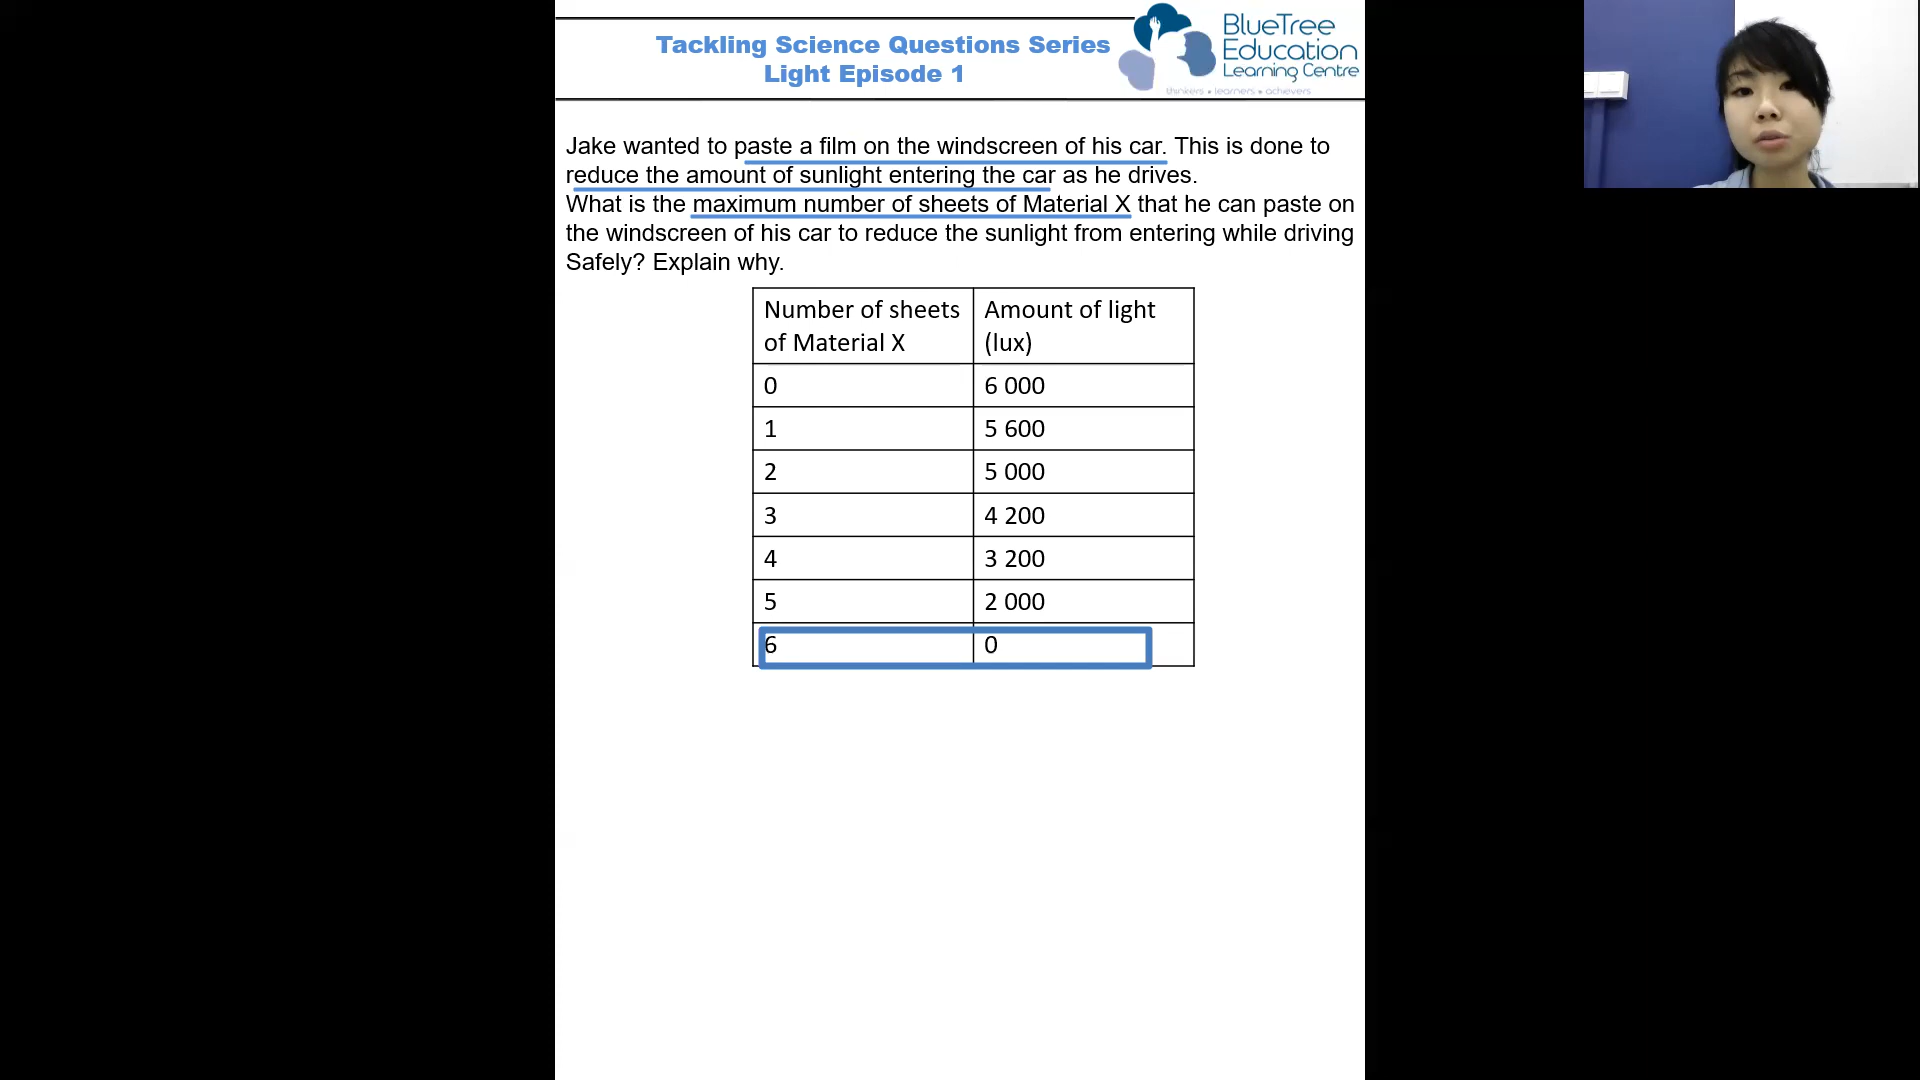 Tackling Science Questions Series
Light Episode 1
BlueTree
Education
Learning Centre
thinkers • learners • achievers
Jake wanted to paste a film on the windscreen of his car. This is done to
reduce the amount of sunlight entering the car as he drives.
What is the maximum number of sheets of Material X that he can paste on
the windscreen of his car to reduce the sunlight from entering while driving
Safely? Explain why.
Number of sheets of Material X Amount of light (lux)
0 6 000
1 5 600
2 5 000
3 4 200
4 3 200
5 2 000
6 0